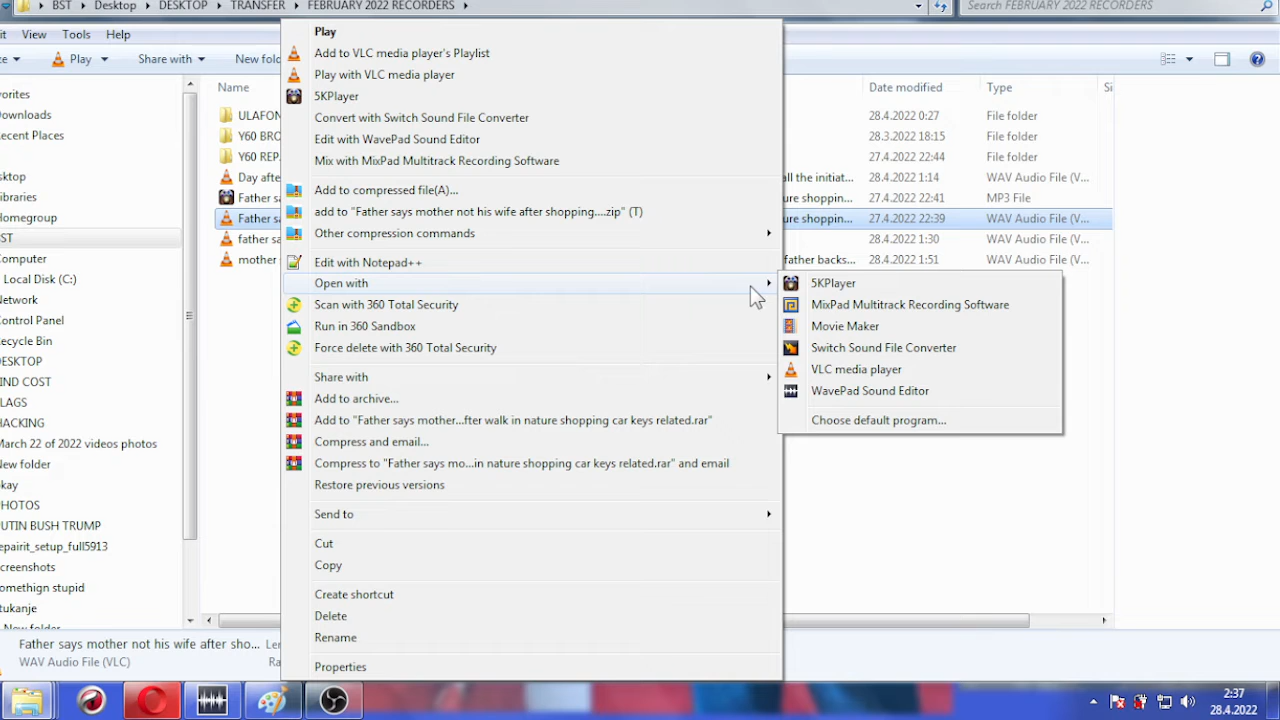 BST
Desktop
DESKTOP
TRANSFER
FEBRUARY 2022 RECORDERS
Search FEBRUARY 2022 RECORDERS
View
Tools
Help
Play
Share with
New fold
Name
Date modified
Type
avorites
ownloads
ecent Places
sktop
ibraries
omegroup
ST
omputer
Local Disk (C:)
etwork
ontrol Panel
ecycle Bin
ESKTOP
IND COST
LAGS
HACKING
March 22 of 2022 videos photos
New folder
kay
HOTOS
UTIN BUSH TRUMP
epairit_setup_full5913
omethign stupid
tukanje
ULAFON
28.4.2022 0:27
File folder
Y60 BRO
28.3.2022 18:15
File folder
Y60 REP
27.4.2022 22:44
File folder
Day after
all the initiat...
28.4.2022 1:14
WAV Audio File (V...
Father sa
ure shoppin...
27.4.2022 22:41
MP3 File
Father sa
ure shoppin...
27.4.2022 22:39
WAV Audio File (V...
father say
28.4.2022 1:30
WAV Audio File (V...
mother
father backs...
28.4.2022 1:51
WAV Audio File (V...
Play
Add to VLC media player's Playlist
Play with VLC media player
5KPlayer
Convert with Switch Sound File Converter
Edit with WavePad Sound Editor
Mix with MixPad Multitrack Recording Software
Add to compressed file(A)...
add to "Father says mother not his wife after shopping....zip" (T)
Other compression commands
Edit with Notepad++
Open with
Scan with 360 Total Security
Run in 360 Sandbox
Force delete with 360 Total Security
Share with
Add to archive...
Add to "Father says mother...fter walk in nature shopping car keys related.rar"
Compress and email...
Compress to "Father says mo...in nature shopping car keys related.rar" and email
Restore previous versions
Send to
Cut
Copy
Create shortcut
Delete
Rename
Properties
5KPlayer
MixPad Multitrack Recording Software
Movie Maker
Switch Sound File Converter
VLC media player
WavePad Sound Editor
Choose default program...
Father says mother not his wife after sho...
WAV Audio File (VLC)
2:37
28.4.2022